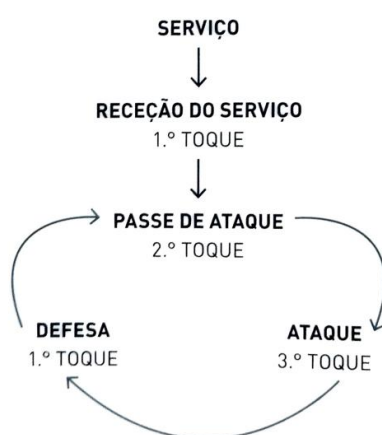 SERVIÇO
RECEÇÃO DO SERVIÇO
1.º TOQUE
PASSE DE ATAQUE
2.º TOQUE
DEFESA
1.º TOQUE
ATAQUE
3.º TOQUE